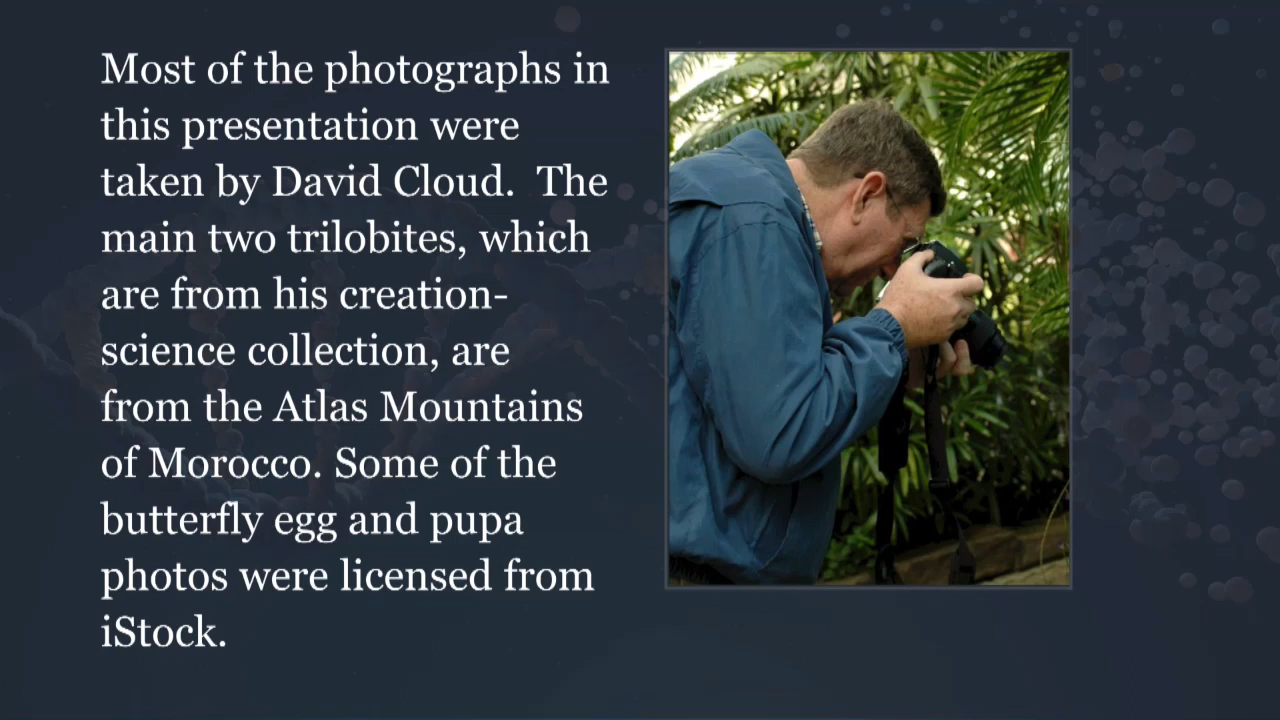 Most of the photographs in
this presentation were
taken by David Cloud.  The
main two trilobites, which
are from his creation-
science collection, are
from the Atlas Mountains
of Morocco. Some of the
butterfly egg and pupa
photos were licensed from
iStock.